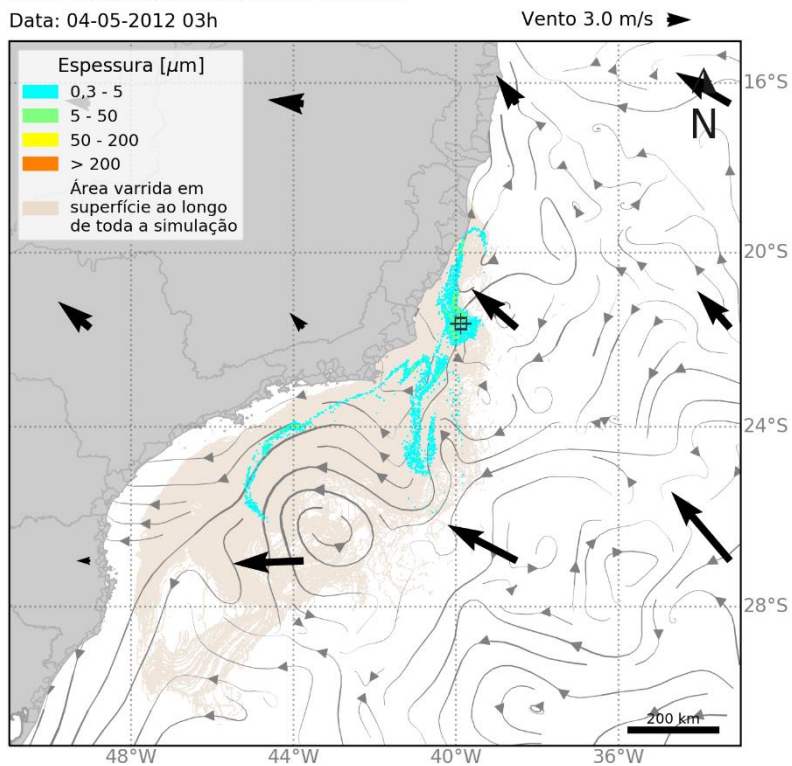 Data: 04-05-2012 03h
Vento 3.0 m/s
Espessura [μm]
0,3 - 5
5 - 50
50 - 200
> 200
Área varrida em
superfície ao longo
de toda a simulação
N
16°S
20°S
24°S
28°S
200 km
48°W
44°W
40°W
36°W